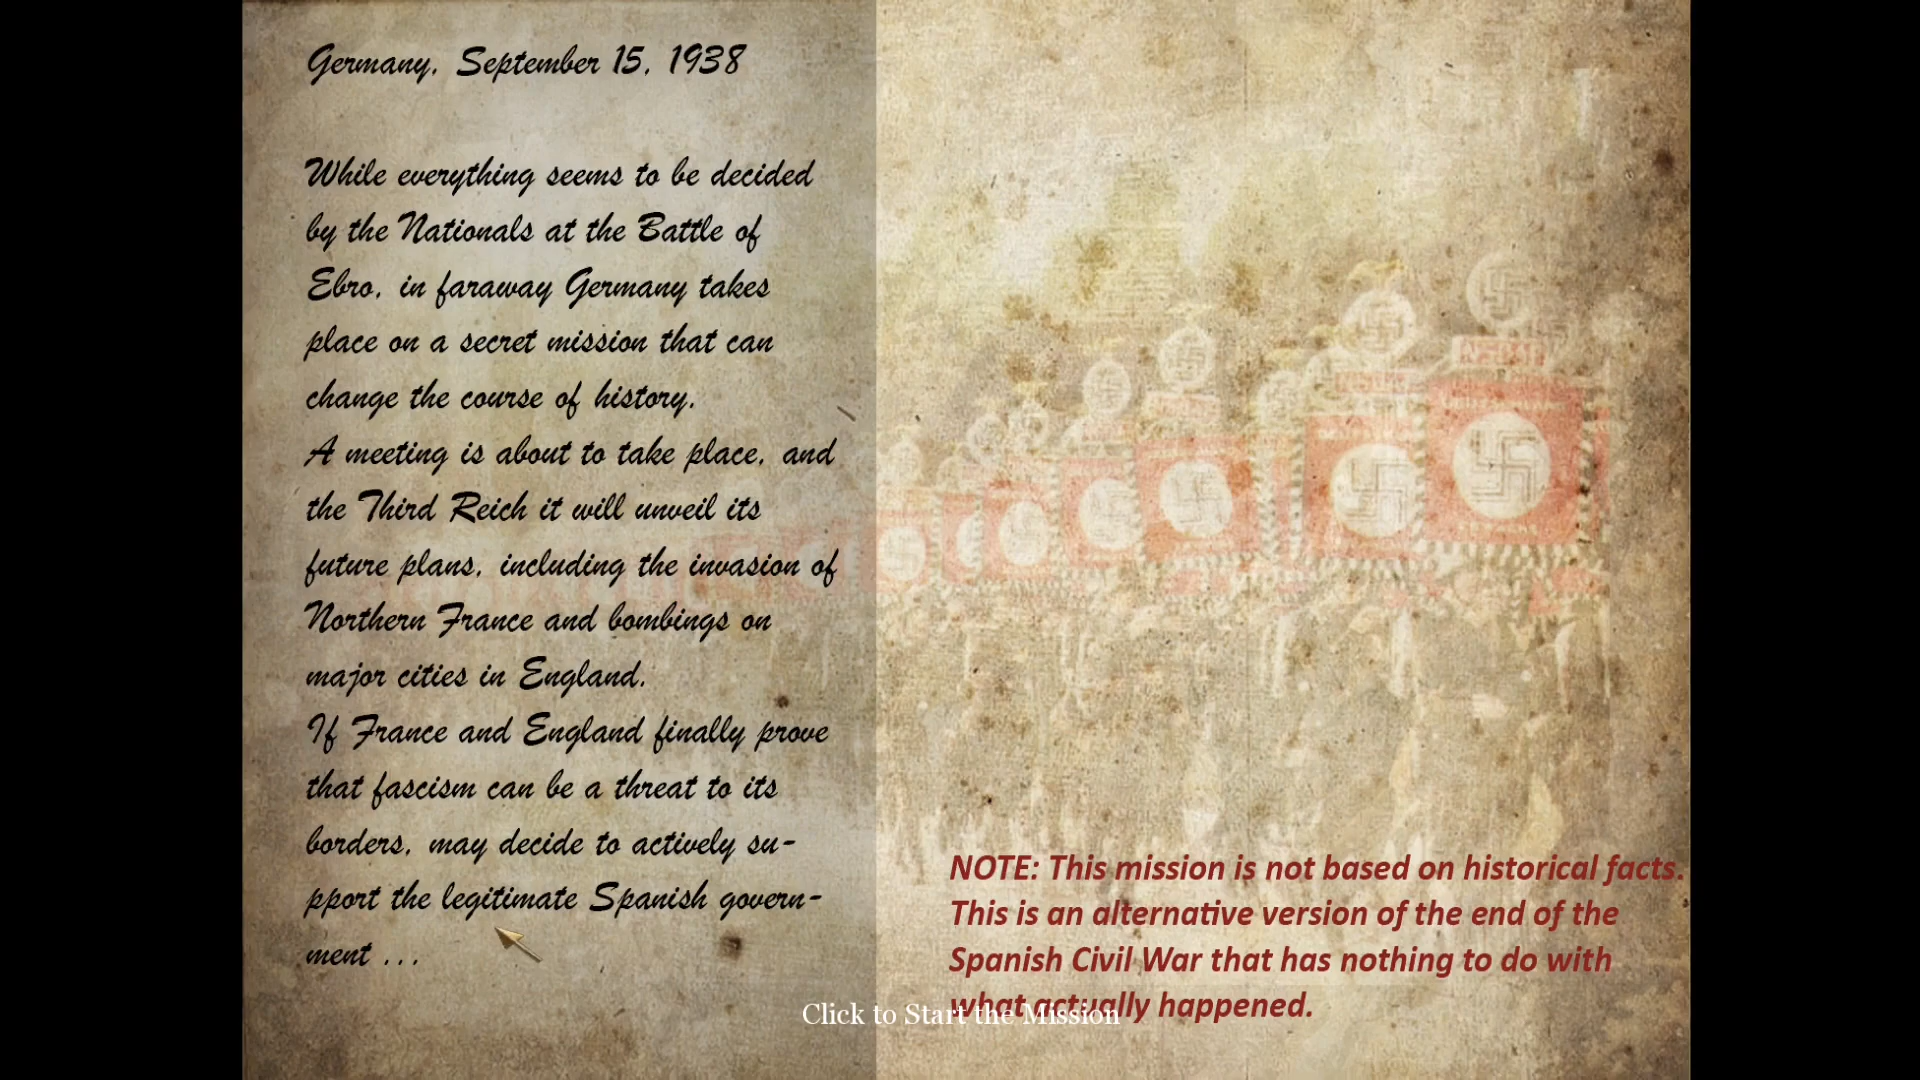 Germany, September 15, 1938
While everything seems to be decided
by the Nationals at the Battle of
Ebro, in faraway Germany takes
place on a secret mission that can
change the course of history.
A meeting is about to take place, and
the Third Reich it will unveil its
future plans, including the invasion of
Northern France and bombings on
major cities in England.
If France and England finally prove
that fascism can be a threat to its
borders, may decide to actively su-
pport the legitimate Spanish govern-
ment ...
NOTE: This mission is not based on historical facts.
This is an alternative version of the end of the
Spanish Civil War that has nothing to do with
what actually happened.
Click to Start the Mission